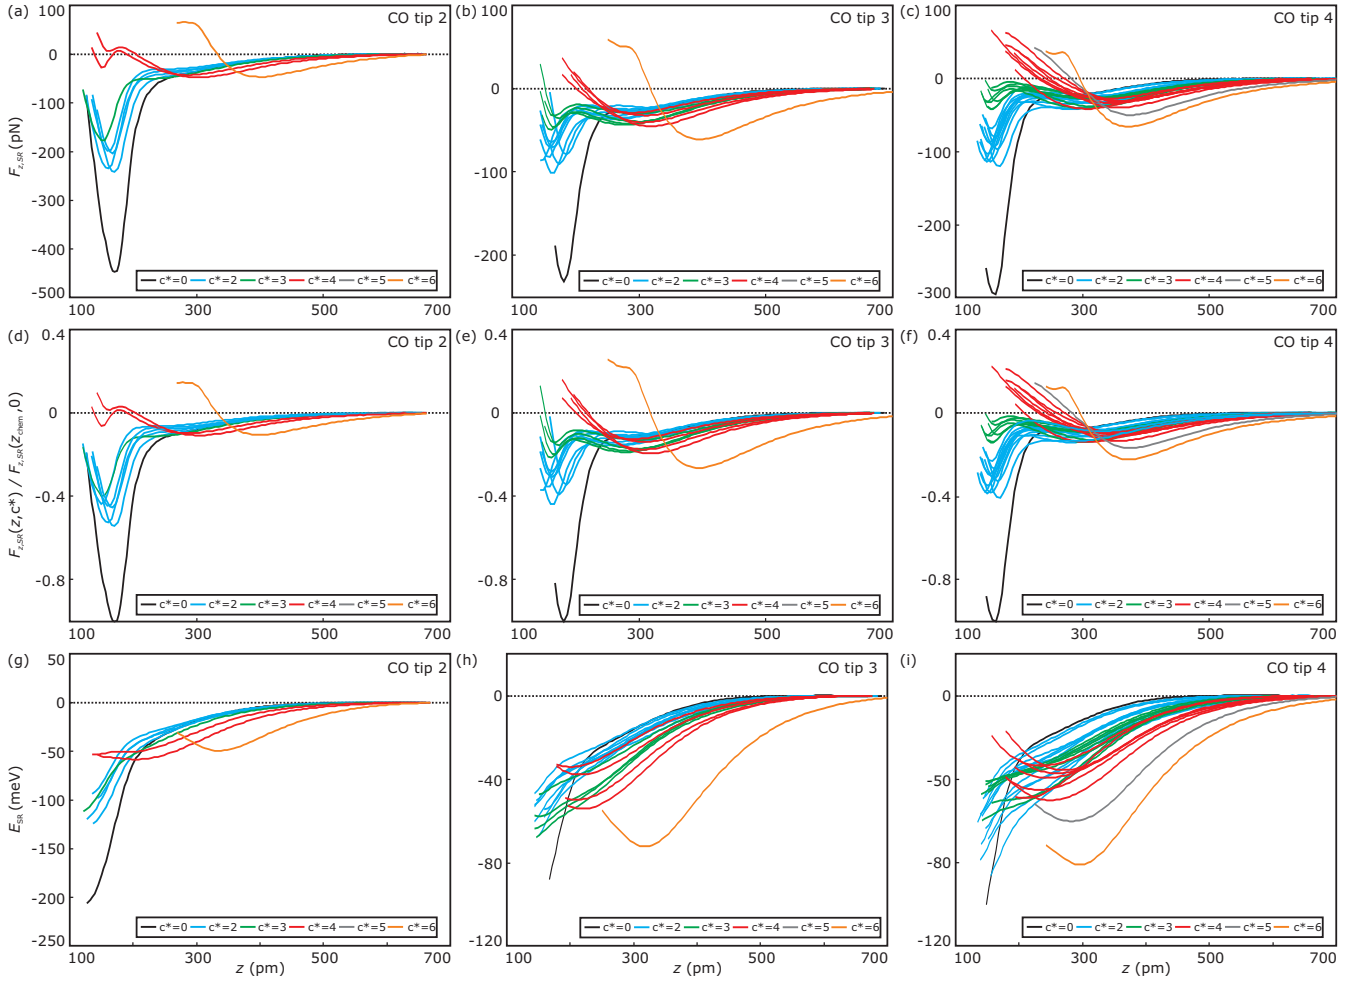 (a)
CO tip 2
100
0
-100
-200
-300
-400
-500
F z,SR (pN)
100
300
500
700
c*=0 c*=2 c*=3 c*=4 c*=5 c*=6
(b)
CO tip 3
100
0
-100
-200
100
300
500
700
c*=0 c*=2 c*=3 c*=4 c*=5 c*=6
(c)
CO tip 4
100
0
-100
-200
-300
100
300
500
700
c*=0 c*=2 c*=3 c*=4 c*=5 c*=6
(d)
CO tip 2
0.4
0
-0.4
-0.8
F z,SR (z,c*) / F z,SR (z chem ,0)
100
300
500
700
c*=0 c*=2 c*=3 c*=4 c*=5 c*=6
(e)
CO tip 3
0.4
0
-0.4
-0.8
100
300
500
700
c*=0 c*=2 c*=3 c*=4 c*=5 c*=6
(f)
CO tip 4
0.4
0
-0.4
-0.8
100
300
500
700
c*=0 c*=2 c*=3 c*=4 c*=5 c*=6
(g)
CO tip 2
50
0
-50
-100
-150
-200
-250
E SR (meV)
100
300
500
700
z (pm)
c*=0 c*=2 c*=3 c*=4 c*=5 c*=6
(h)
CO tip 3
0
-40
-80
-120
100
300
500
700
z (pm)
c*=0 c*=2 c*=3 c*=4 c*=5 c*=6
(i)
CO tip 4
0
-50
-80
-120
100
300
500
700
z (pm)
c*=0 c*=2 c*=3 c*=4 c*=5 c*=6